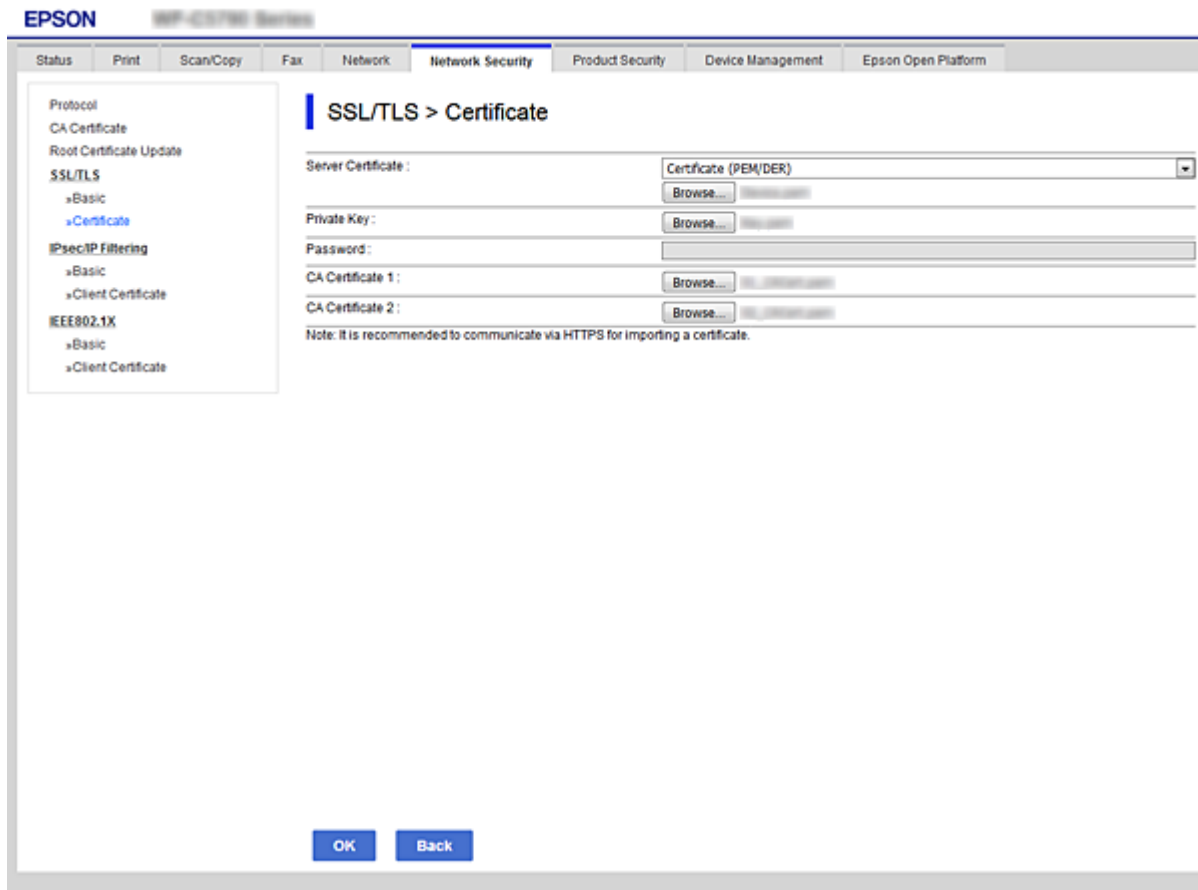 EPSON
Status Print Scan/Copy Fax Network Network Security Product Security Device Management Epson Open Platform
Protocol
CA Certificate
Root Certificate Update
SSL/TLS
»Basic
»Certificate
IPsec/IP Filtering
»Basic
»Client Certificate
IEEE802.1X
»Basic
»Client Certificate
SSL/TLS > Certificate
Server Certificate : Certificate (PEM/DER)
Browse...
Private Key : Browse...
Password :
CA Certificate 1 : Browse...
CA Certificate 2 : Browse...
Note: It is recommended to communicate via HTTPS for importing a certificate.
OK Back